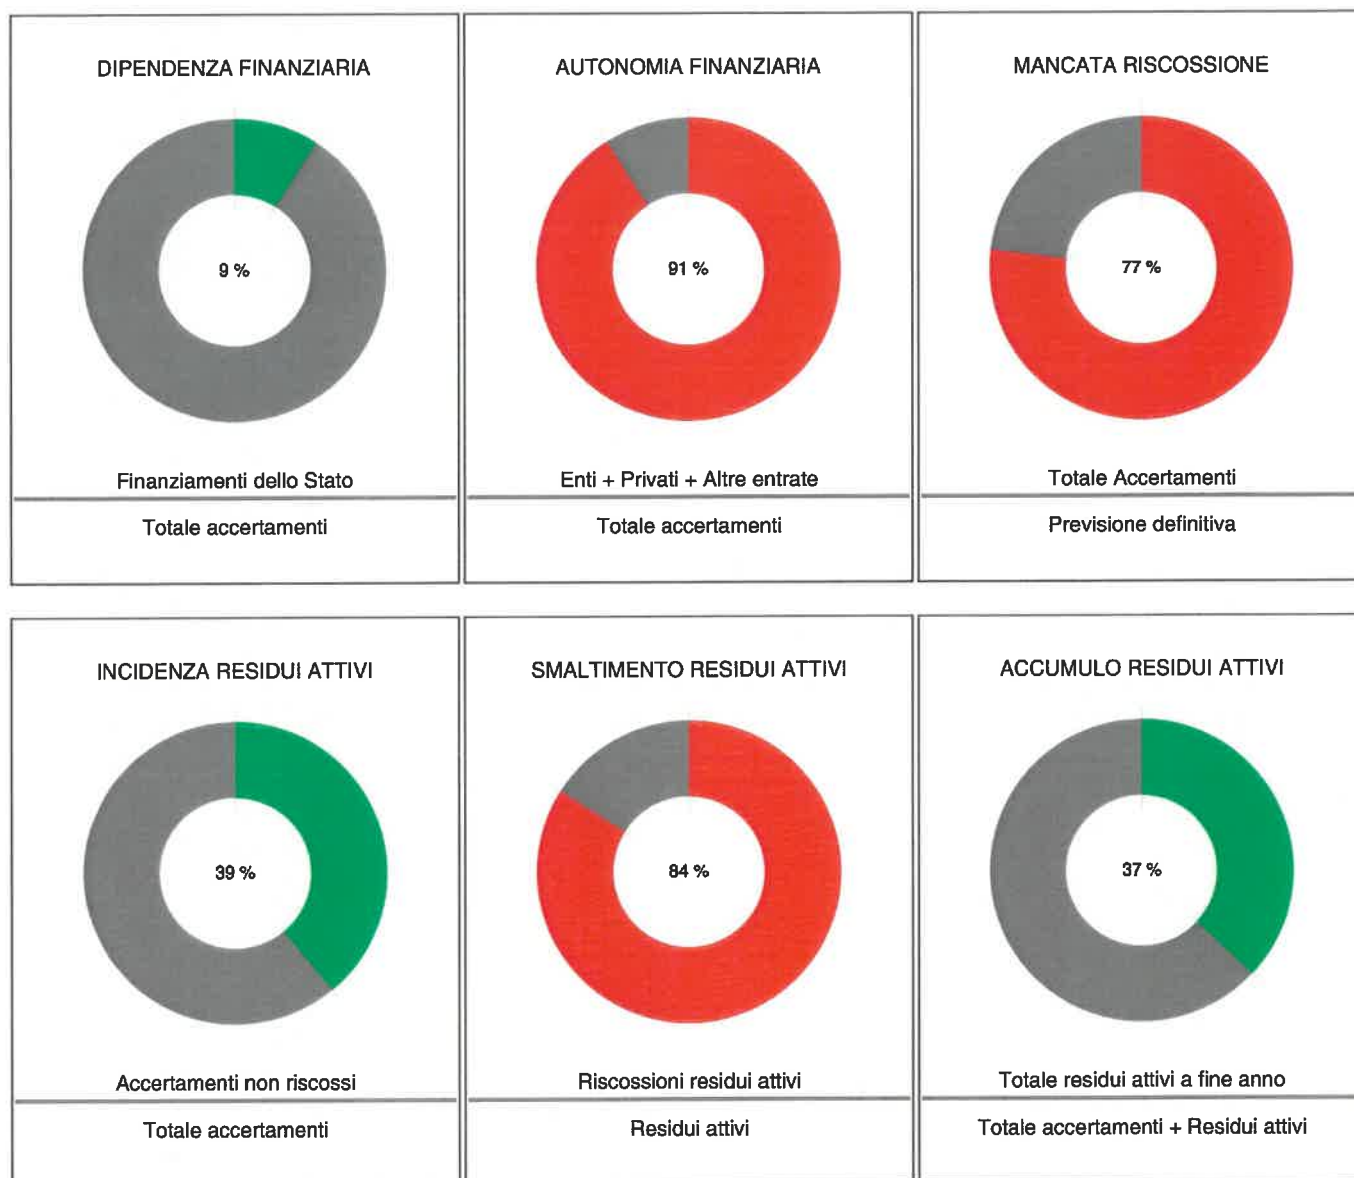 DIPENDENZA FINANZIARIA
9 %
Finanziamenti dello Stato
Totale accertamenti
AUTONOMIA FINANZIARIA
91 %
Enti + Privati + Altre entrate
Totale accertamenti
MANCATA RISCOSSIONE
77 %
Totale Accertamenti
Previsione definitiva
INCIDENZA RESIDUI ATTIVI
39 %
Accertamenti non riscossi
Totale accertamenti
SMALTIMENTO RESIDUI ATTIVI
84 %
Riscossioni residui attivi
Residui attivi
ACCUMULO RESIDUI ATTIVI
37 %
Totale residui attivi a fine anno
Totale accertamenti + Residui attivi